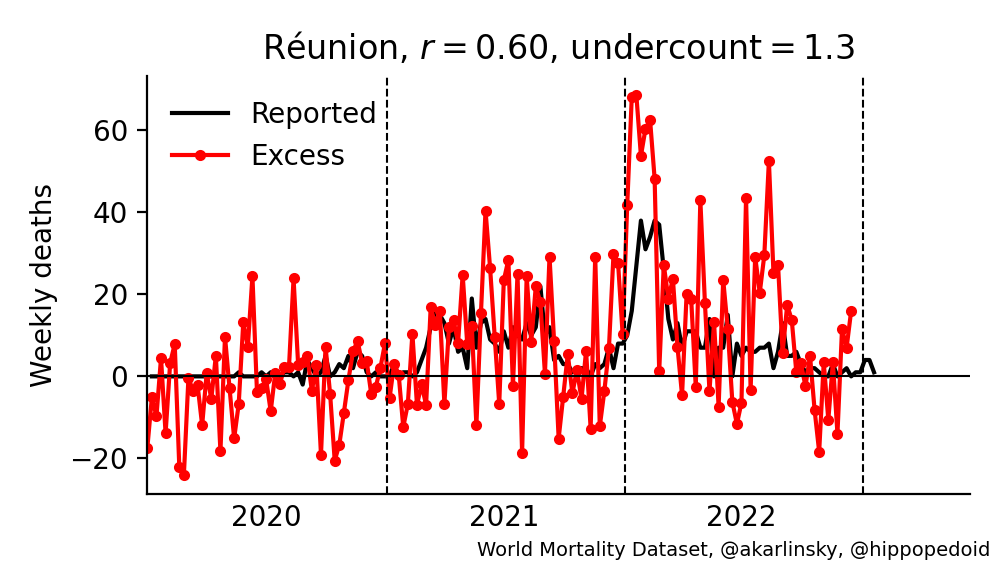 Réunion, r = 0.60, undercount = 1.3
Reported
Excess
Weekly deaths
60
40
20
0
−20
2020 2021 2022
World Mortality Dataset, @akarlinsky, @hippopedoid